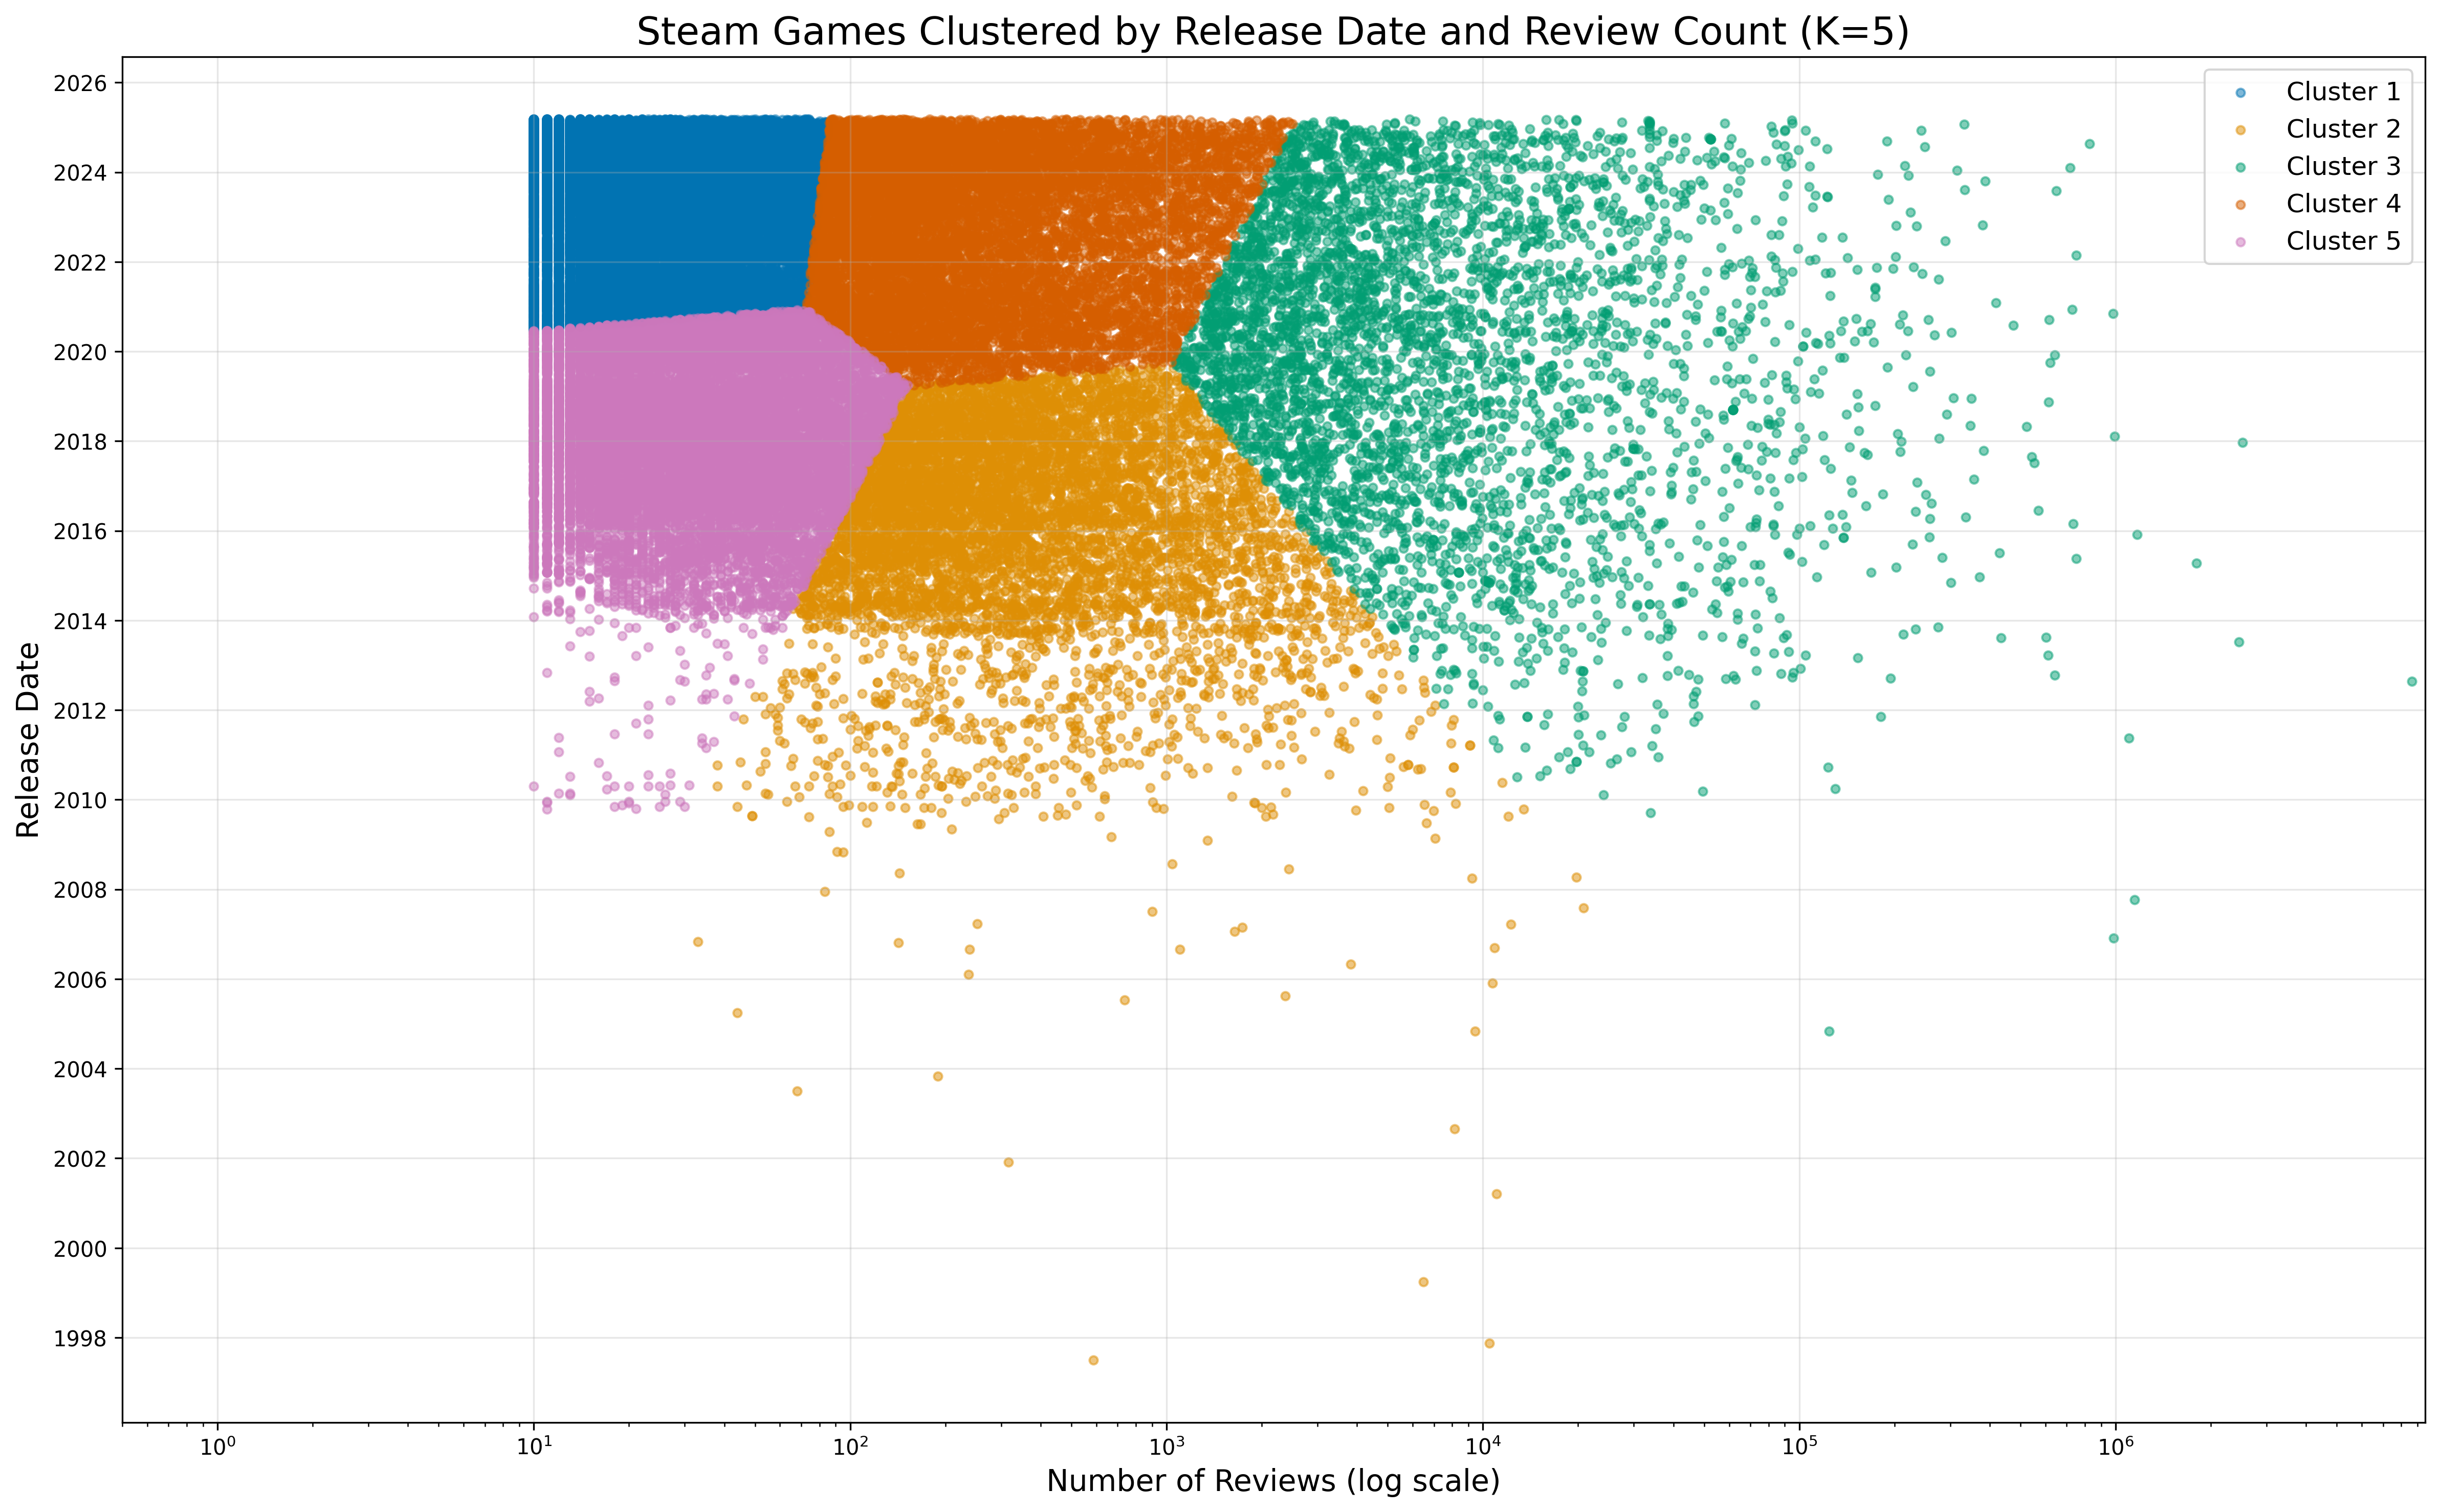 Steam Games Clustered by Release Date and Review Count (K=5)
2026
2024
2022
2020
2018
2016
2014
2012
2010
2008
2006
2004
2002
2000
1998
Release Date
Cluster 1
Cluster 2
Cluster 3
Cluster 4
Cluster 5
10⁰ 10¹ 10² 10³ 10⁴ 10⁵ 10⁶
Number of Reviews (log scale)